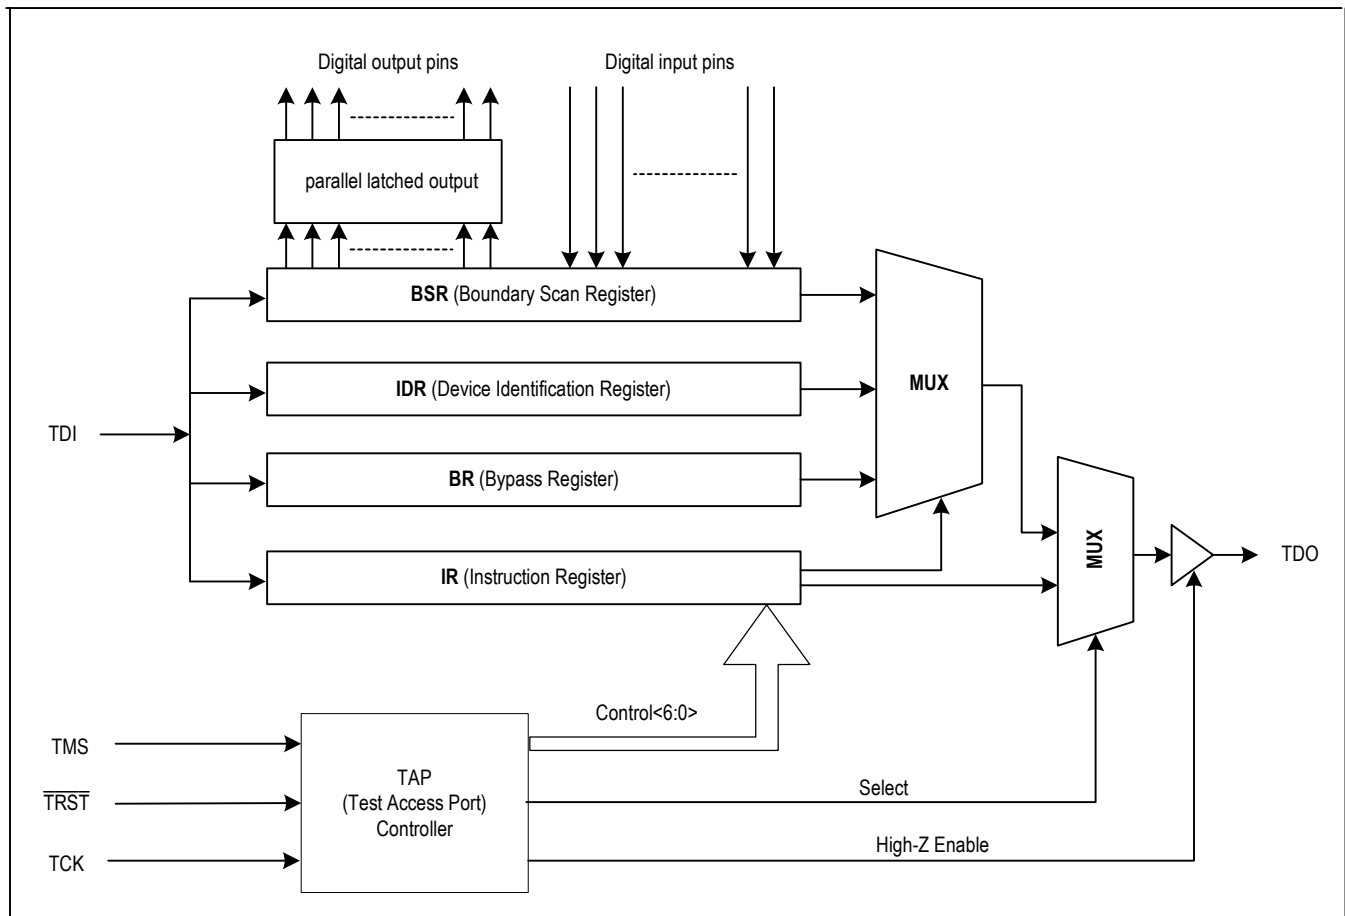 Digital output pins
Digital input pins
parallel latched output
BSR (Boundary Scan Register)
IDR (Device Identification Register)
MUX
TDI
BR (Bypass Register)
MUX
TDO
IR (Instruction Register)
Control<6:0>
TMS
TAP
(Test Access Port)
Controller
TRST
Select
TCK
High-Z Enable